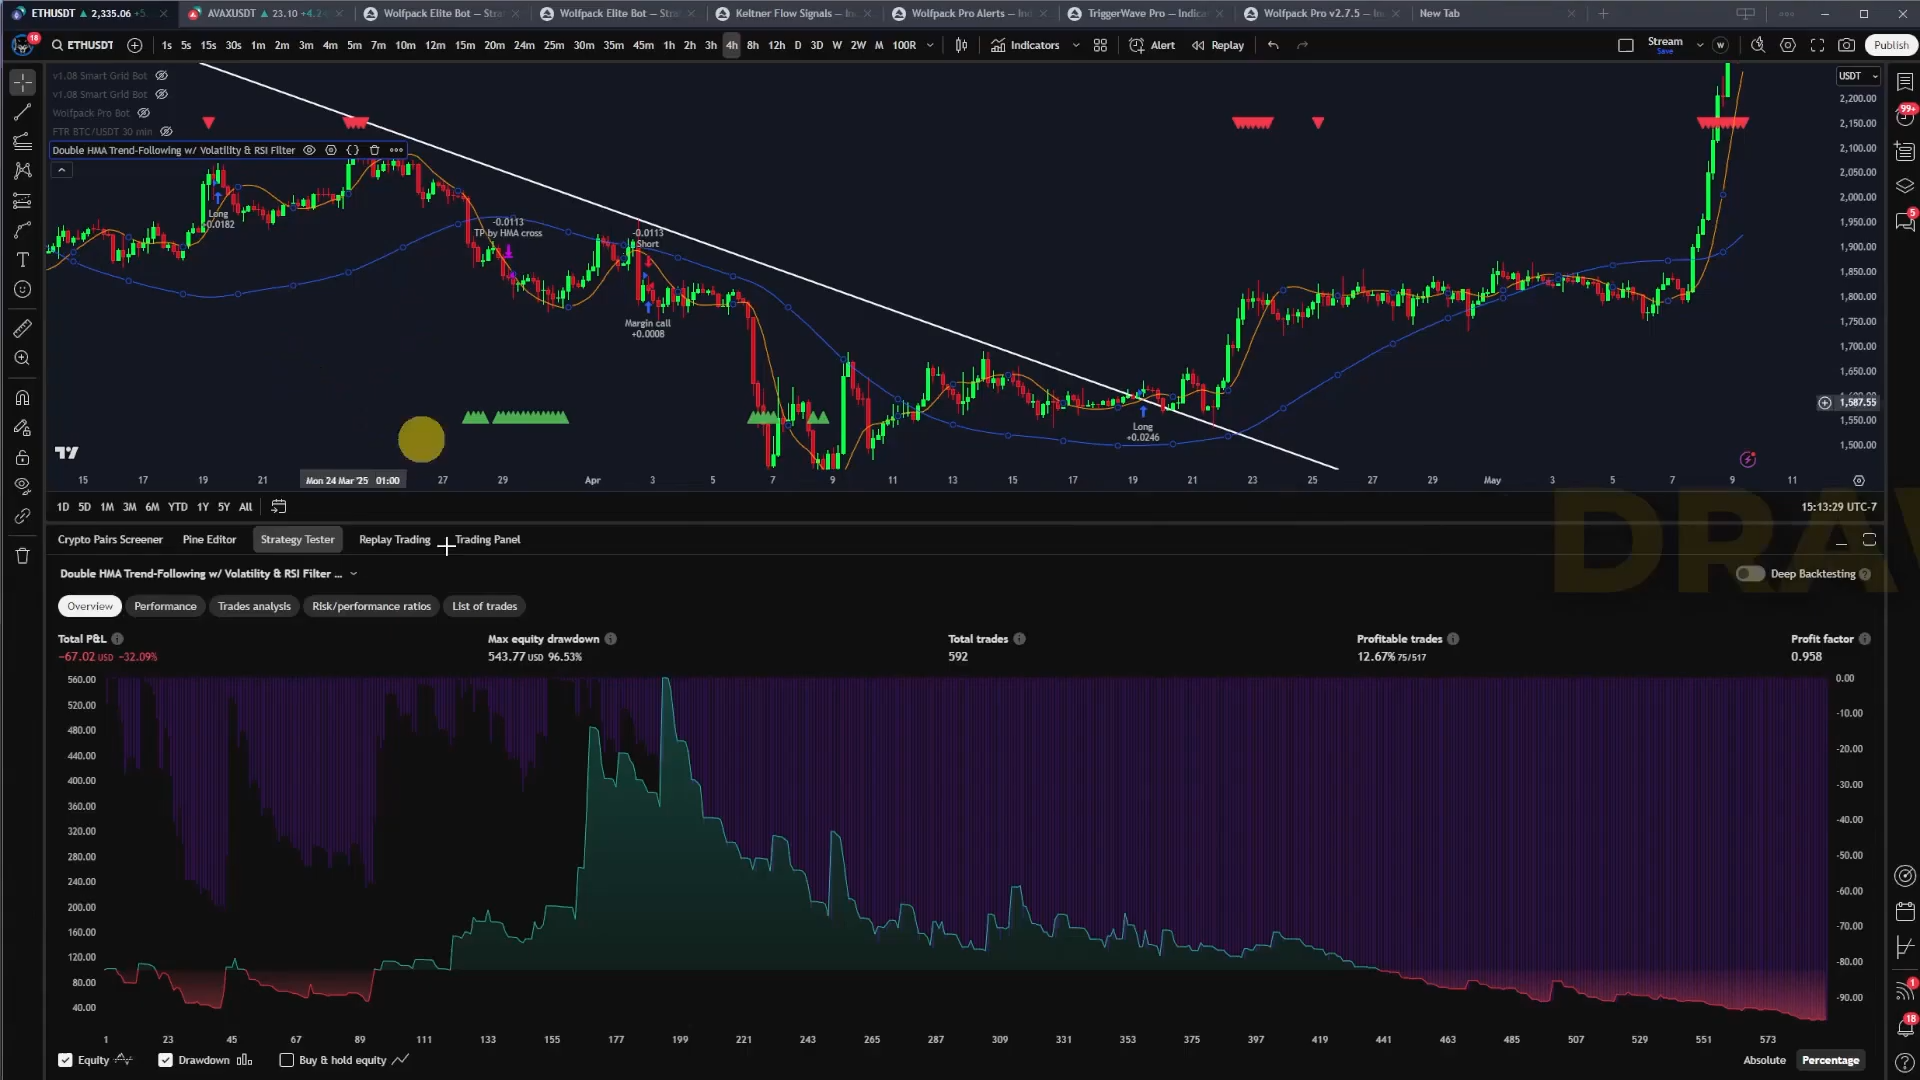 ETHUSDT ▲ 2,335.06 +5.
AVAXUSDT ▲ 23.10 +4.2
Wolfpack Elite Bot — Stra
Wolfpack Elite Bot — Stra
Keltner Flow Signals — In
Wolfpack Pro Alerts — Ind
TriggerWave Pro — Indica
Wolfpack Pro v2.7.5 — In
New Tab
18
ETHUSDT
1s 5s 15s 30s 1m 2m 3m 4m 5m 7m 10m 12m 15m 20m 24m 25m 30m 35m 45m 1h 2h 3h 4h 8h 12h D 3D W 2W M 100R
Indicators
Alert
Replay
Stream
Save
W
Publish
v1.08 Smart Grid Bot
v1.08 Smart Grid Bot
Wolfpack Pro Bot
FTR BTC/USDT 30 min
Double HMA Trend-Following w/ Volatility & RSI Filter
USDT
2,200.00
2,150.00
2,100.00
2,050.00
2,000.00
1,950.00
1,900.00
1,850.00
1,800.00
1,750.00
1,700.00
1,650.00
1,587.55
1,550.00
1,500.00
99+
5
Long
+0.0182
-0.0113
TP by HMA cross
-0.0113
Short
Margin call
+0.0008
Long
+0.0246
15 17 19 21 Mon 24 Mar '25 01:00 27 29 Apr 3 5 7 9 11 13 15 17 19 21 23 25 27 29 May 3 5 7 9 11
1D 5D 1M 3M 6M YTD 1Y 5Y All
15:13:29 UTC-7
DRA
Crypto Pairs Screener
Pine Editor
Strategy Tester
Replay Trading
Trading Panel
Double HMA Trend-Following w/ Volatility & RSI Filter ...
Deep Backtesting
Overview
Performance
Trades analysis
Risk/performance ratios
List of trades
Total P&L
−67.02 USD −32.09%
Max equity drawdown
543.77 USD 96.53%
Total trades
592
Profitable trades
12.67% 75/517
Profit factor
0.958
560.00
520.00
480.00
440.00
400.00
360.00
320.00
280.00
240.00
200.00
160.00
120.00
80.00
40.00
0.00
-10.00
-20.00
-30.00
-40.00
-50.00
-60.00
-70.00
-80.00
-90.00
1 23 45 67 89 111 133 155 177 199 221 243 265 287 309 331 353 375 397 419 441 463 485 507 529 551 573
Equity
Drawdown
Buy & hold equity
Absolute
Percentage
1
18